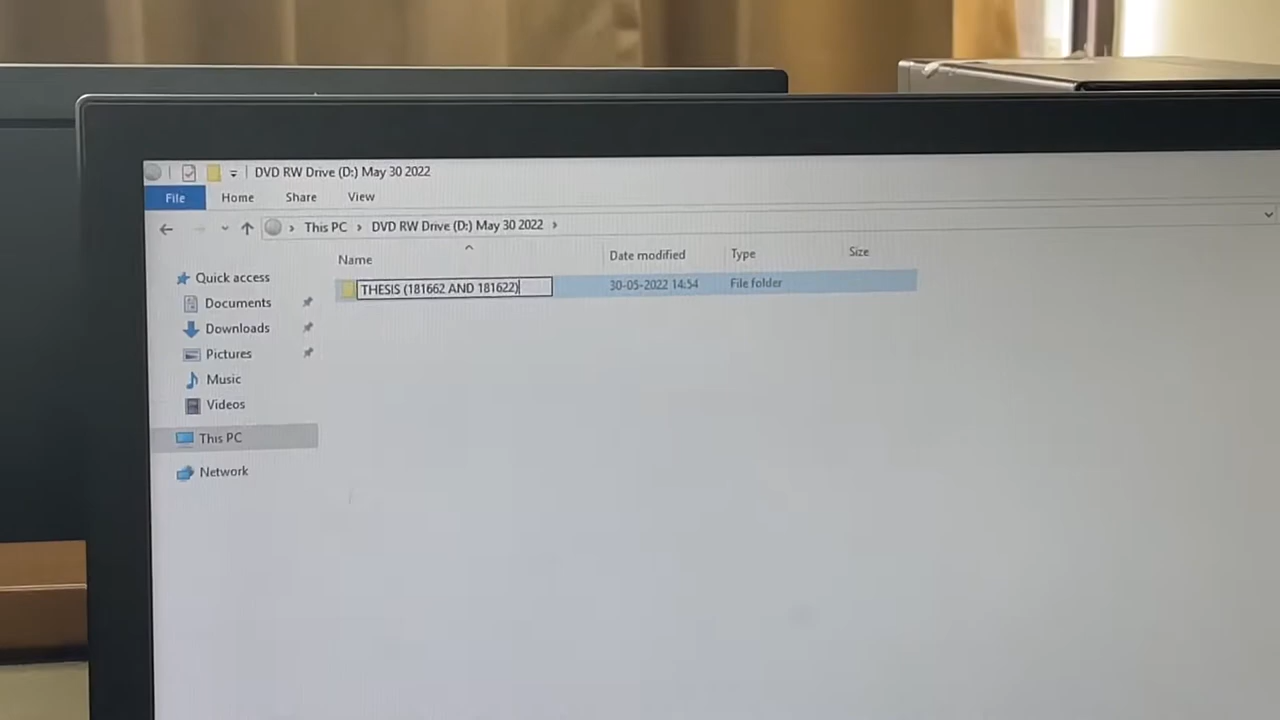 DVD RW Drive (D:) May 30 2022
File Home Share View
This PC DVD RW Drive (D:) May 30 2022
Name Date modified Type Size
Quick access
THESIS (181662 AND 181622) 30-05-2022 14:54 File folder
Documents
Downloads
Pictures
Music
Videos
This PC
Network